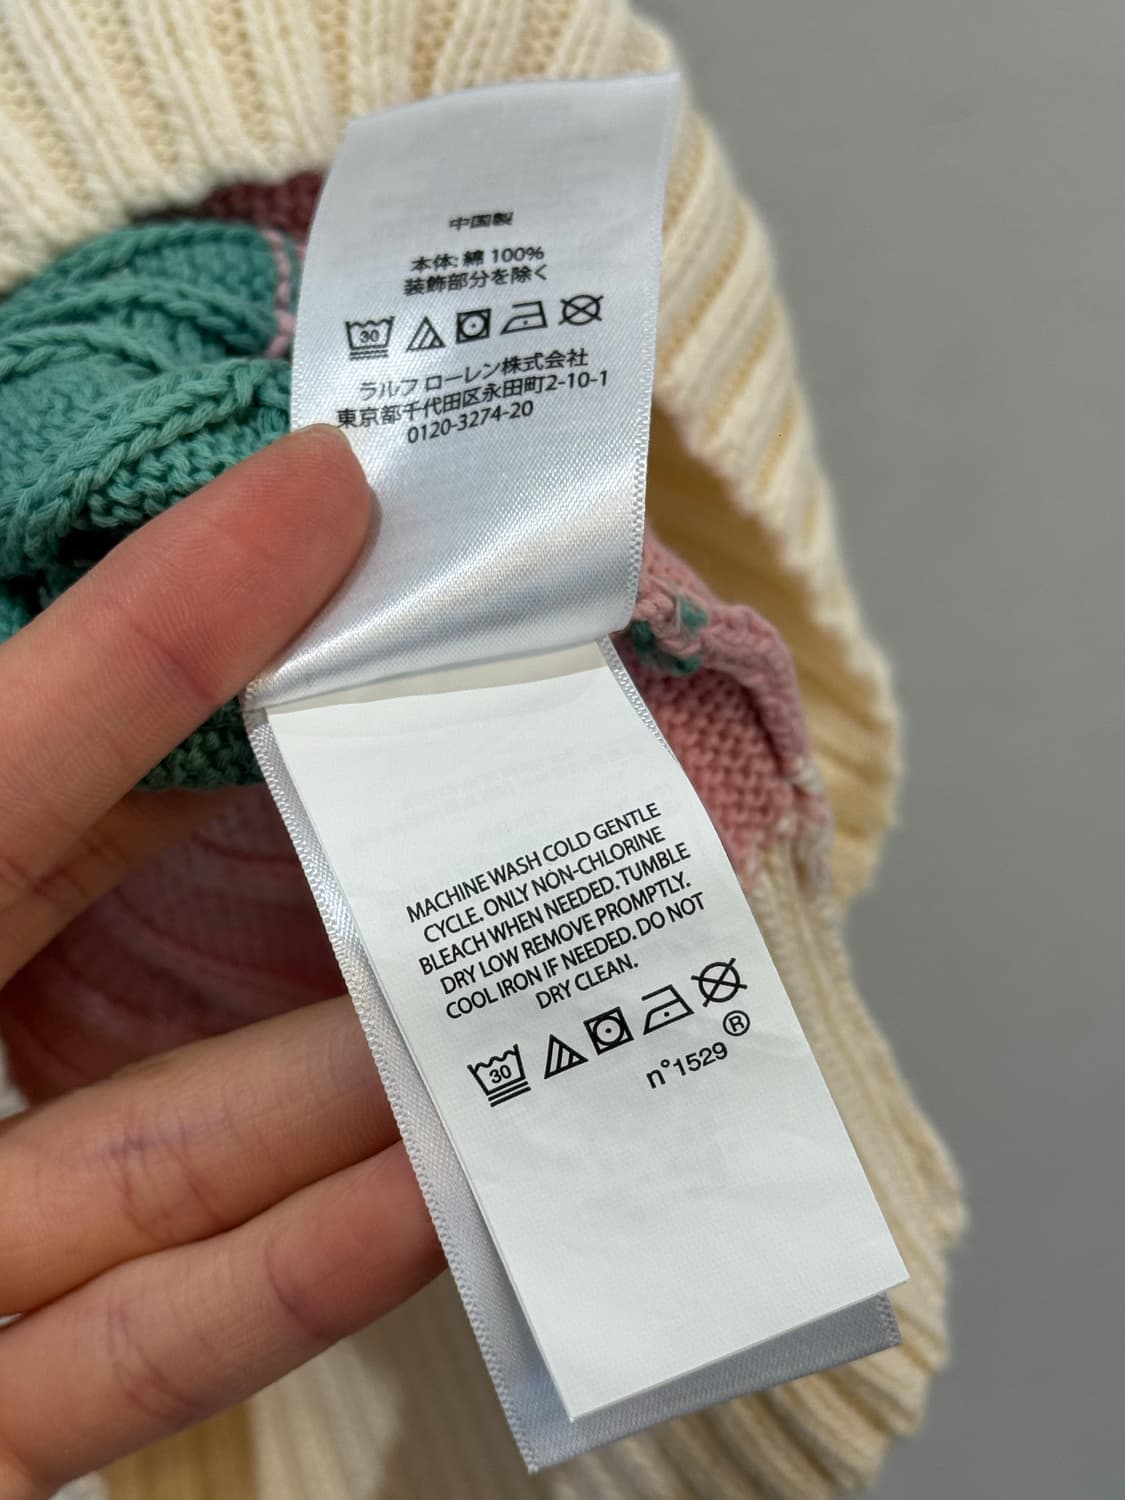 中国製
本体: 綿 100%
装飾部分を除く
30
ラルフ ローレン株式会社
東京都千代田区永田町2-10-1
0120-3274-20
MACHINE WASH COLD GENTLE
CYCLE. ONLY NON-CHLORINE
BLEACH WHEN NEEDED. TUMBLE
DRY LOW REMOVE PROMPTLY.
COOL IRON IF NEEDED. DO NOT
DRY CLEAN.
30
n°1529 ®